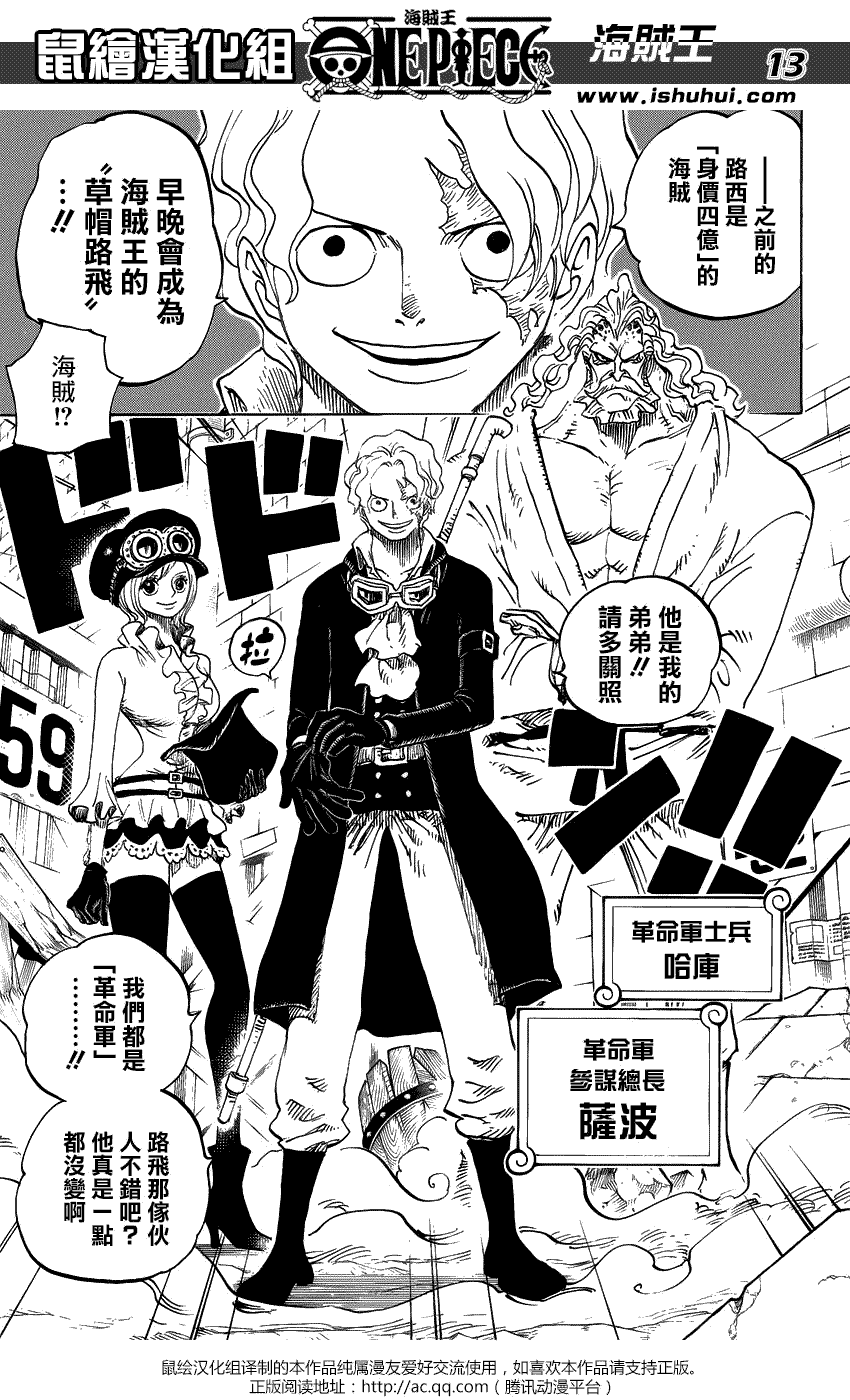 鼠繪漢化組
海賊王
ONE PIECE
海賊王
13
www.ishuhui.com
——之前的
路西是
「身價四億」的
海賊
早晚會成為
海賊王的
〝草帽路飛〞
…!!
海賊!?
ドドン!!
拉
59
他是我的
弟弟!!
請多關照
革命軍士兵
哈庫
革命軍
參謀總長
薩波
我們都是
「革命軍」
………!!
路飛那傢伙
人不錯吧?
他真是一點
都沒變啊
鼠绘汉化组译制的本作品纯属漫友爱好交流使用，如喜欢本作品请支持正版。
正版阅读地址：http://ac.qq.com（腾讯动漫平台）